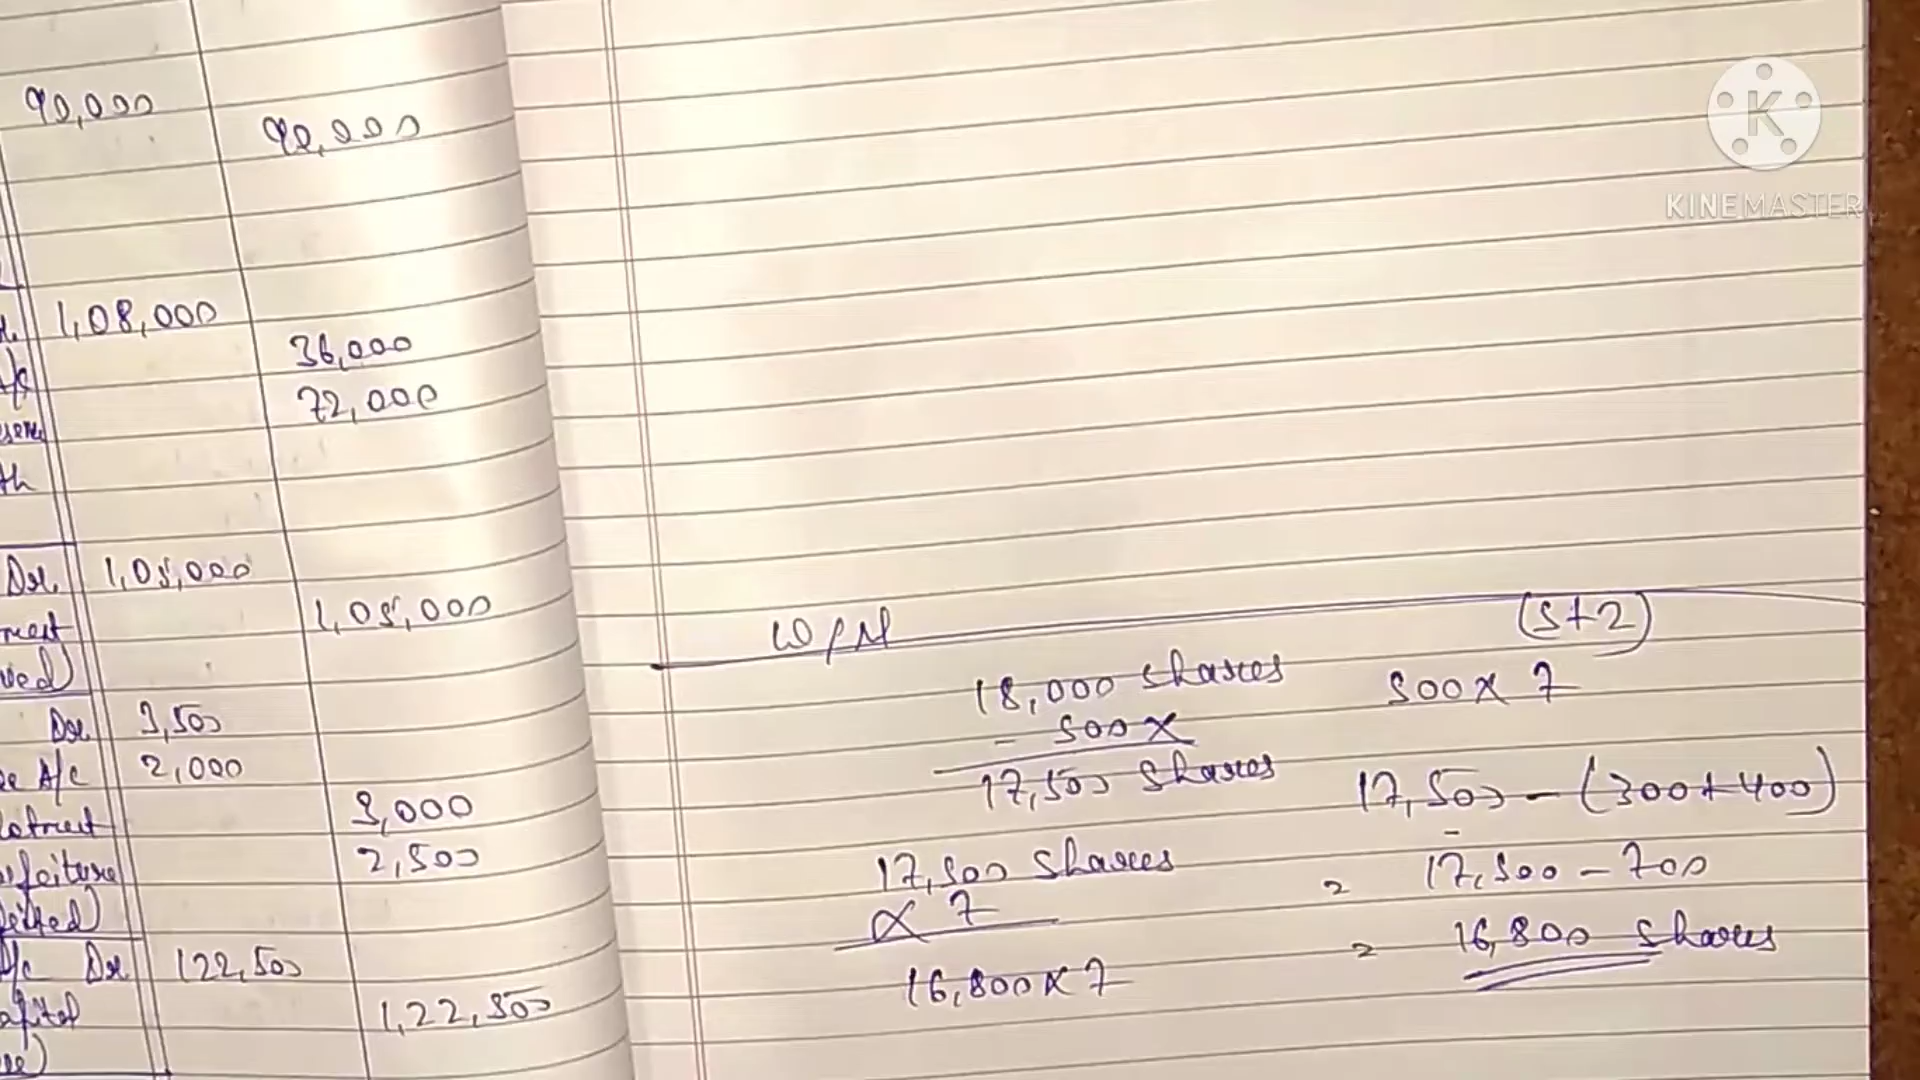 90,000
90,000
1,08,000
36,000
A/c
72,000
th
Dr. 1,05,000
1,05,000
Dr. 3,500
A/c 2,000
3,000
2,500
A/c Dr. 122,500
1,22,500
W/N
(5+2)
18,000 shares
500 x 7
- 500 x
17,500 shares
17,500 - (300+400)
17,500 shares
= 17,500 - 700
x 7
= 16,800 shares
16,800 x 7
K
KINEMASTER